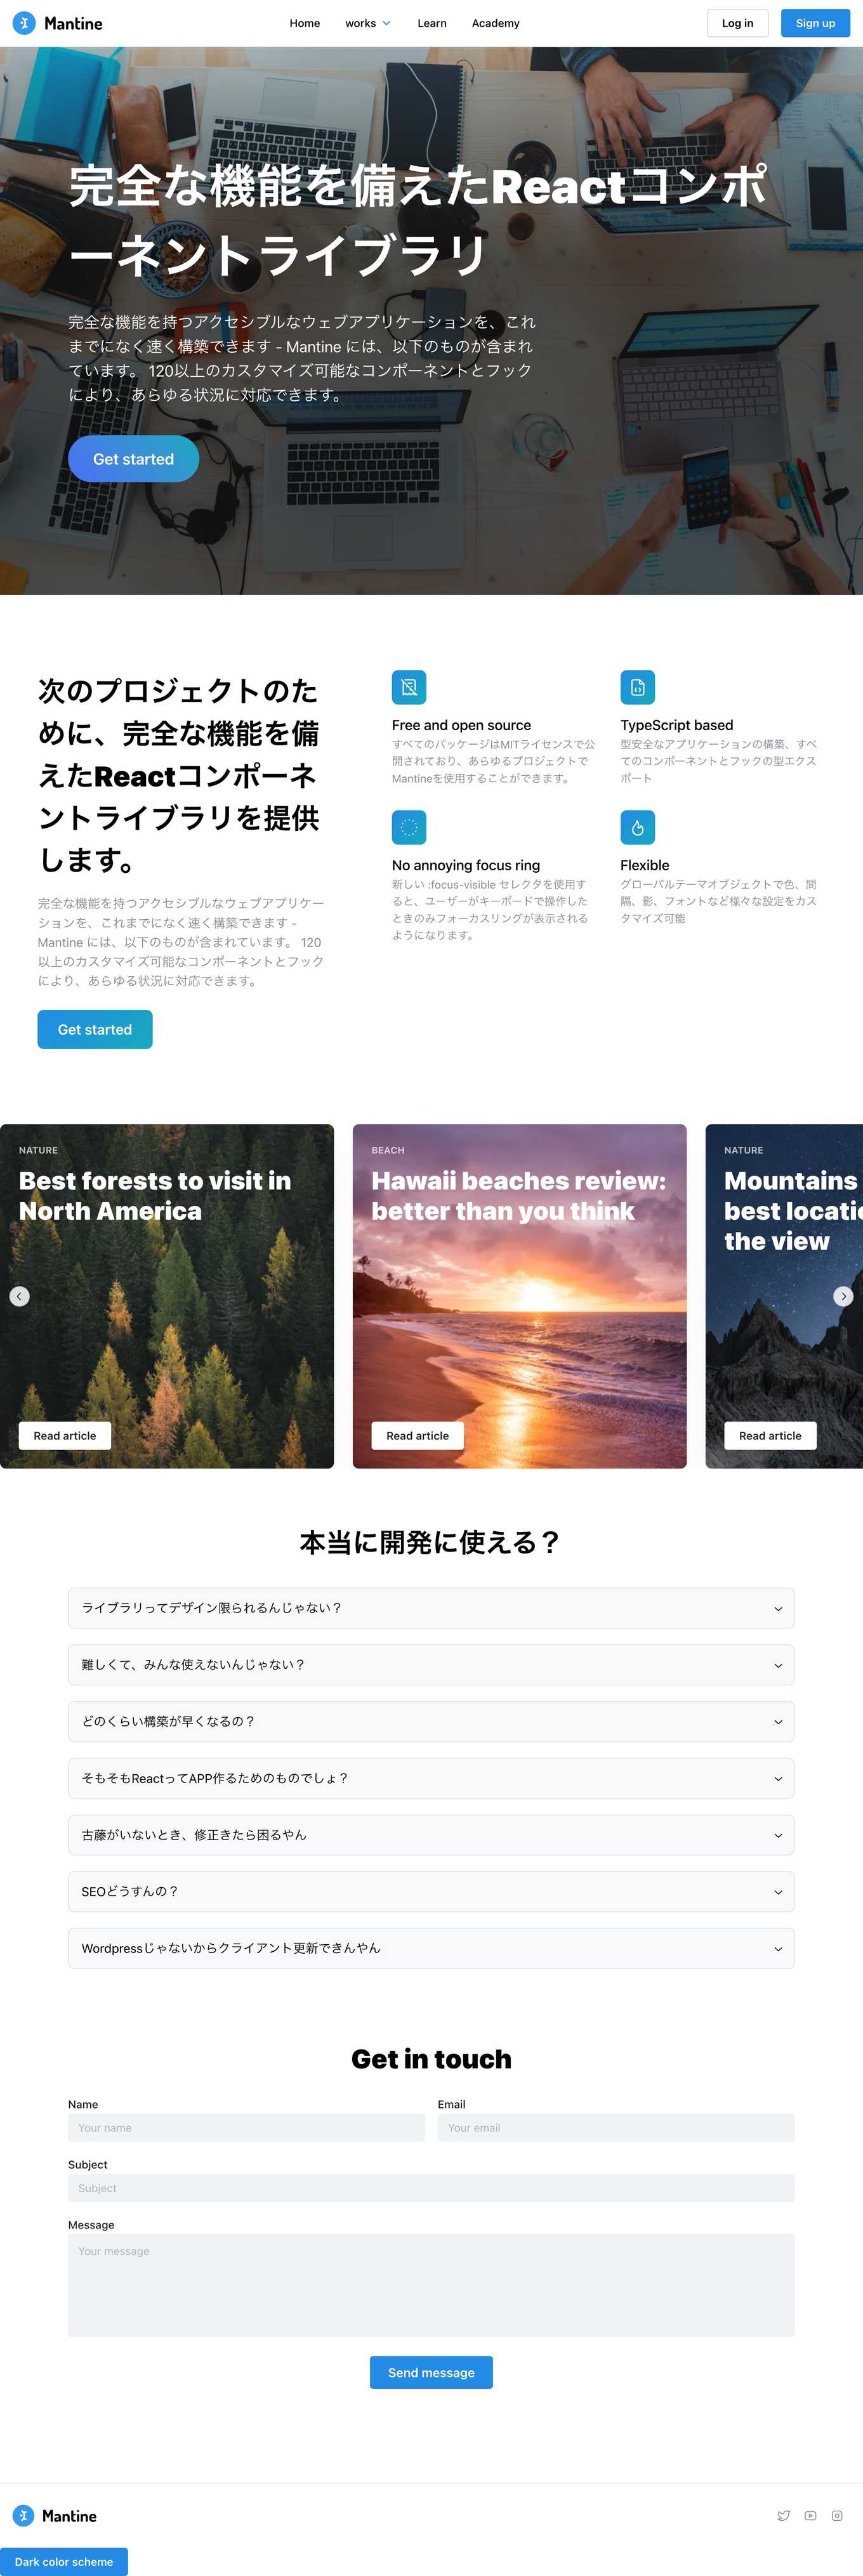 Mantine
Home
works
Learn
Academy
Log in
Sign up
完全な機能を備えたReactコンポ
ーネントライブラリ
完全な機能を持つアクセシブルなウェブアプリケーションを、これ
までになく速く構築できます - Mantine には、以下のものが含まれ
ています。 120以上のカスタマイズ可能なコンポーネントとフック
により、あらゆる状況に対応できます。
Get started
次のプロジェクトのた
めに、完全な機能を備
えたReactコンポーネ
ントライブラリを提供
します。
完全な機能を持つアクセシブルなウェブアプリケー
ションを、これまでになく速く構築できます -
Mantine には、以下のものが含まれています。 120
以上のカスタマイズ可能なコンポーネントとフック
により、あらゆる状況に対応できます。
Get started
Free and open source
すべてのパッケージはMITライセンスで公
開されており、あらゆるプロジェクトで
Mantineを使用することができます。
TypeScript based
型安全なアプリケーションの構築、すべ
てのコンポーネントとフックの型エクス
ポート
No annoying focus ring
新しい :focus-visible セレクタを使用す
ると、ユーザーがキーボードで操作した
ときのみフォーカスリングが表示される
ようになります。
Flexible
グローバルテーマオブジェクトで色、間
隔、影、フォントなど様々な設定をカス
タマイズ可能
NATURE
Best forests to visit in
North America
Read article
BEACH
Hawaii beaches review:
better than you think
Read article
NATURE
Mountains
best locatio
the view
Read article
本当に開発に使える？
ライブラリってデザイン限られるんじゃない？
難しくて、みんな使えないんじゃない？
どのくらい構築が早くなるの？
そもそもReactってAPP作るためのものでしょ？
古藤がいないとき、修正きたら困るやん
SEOどうすんの？
Wordpressじゃないからクライアント更新できんやん
Get in touch
Name
Your name
Email
Your email
Subject
Subject
Message
Your message
Send message
Mantine
Dark color scheme